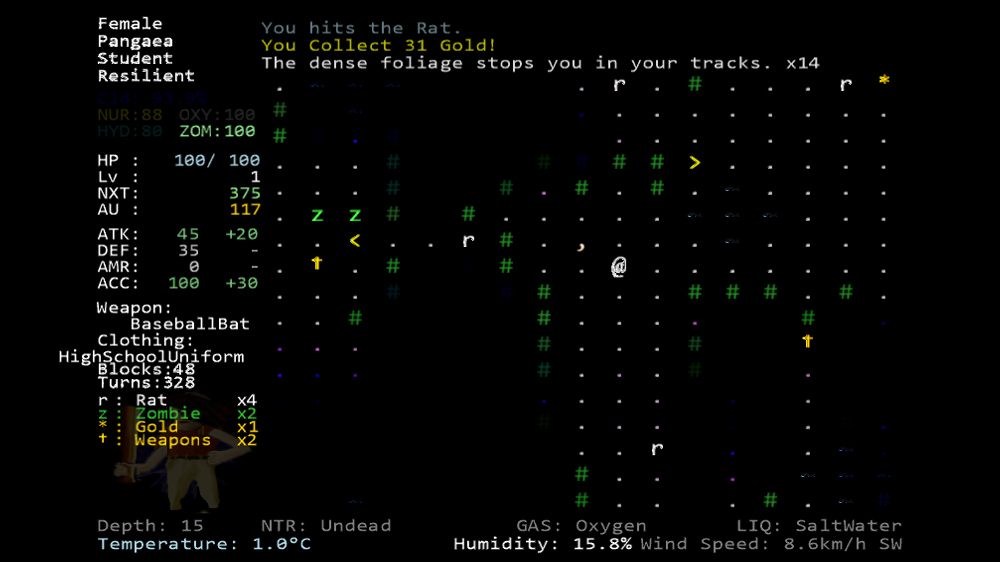 Female
Pangaea
Student
Resilient
NUR:88 OXY:100
HYD:80 ZOM:100
HP : 100/ 100
Lv : 1
NXT: 375
AU : 117
ATK: 45 +20
DEF: 35 -
AMR: 0 -
ACC: 100 +30
Weapon:
BaseballBat
Clothing:
HighSchoolUniform
Blocks:48
Turns:328
r : Rat x4
z : Zombie x2
* : Gold x1
† : Weapons x2
You hits the Rat.
You Collect 31 Gold!
The dense foliage stops you in your tracks. x14
Depth: 15 NTR: Undead GAS: Oxygen LIQ: SaltWater
Temperature: 1.0°C Humidity: 15.8% Wind Speed: 8.6km/h SW